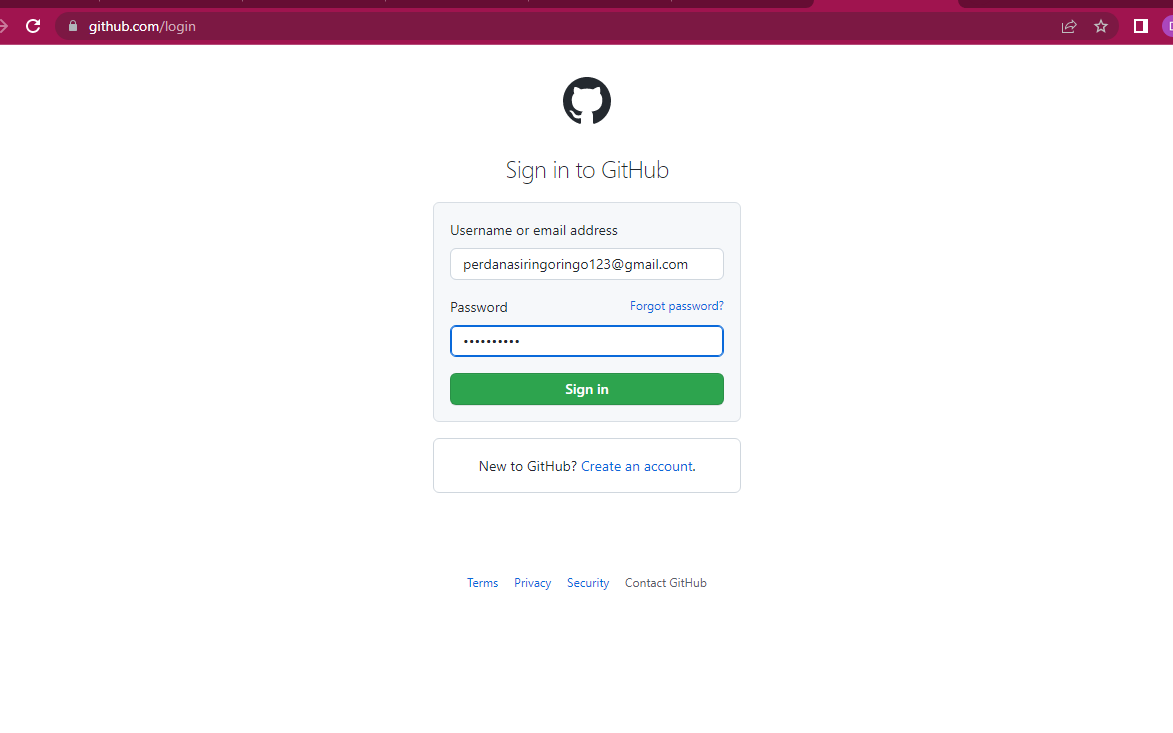 github.com/login
Sign in to GitHub
Username or email address
perdanasiringoringo123@gmail.com
Password Forgot password?
••••••••••
Sign in
New to GitHub? Create an account.
Terms Privacy Security Contact GitHub